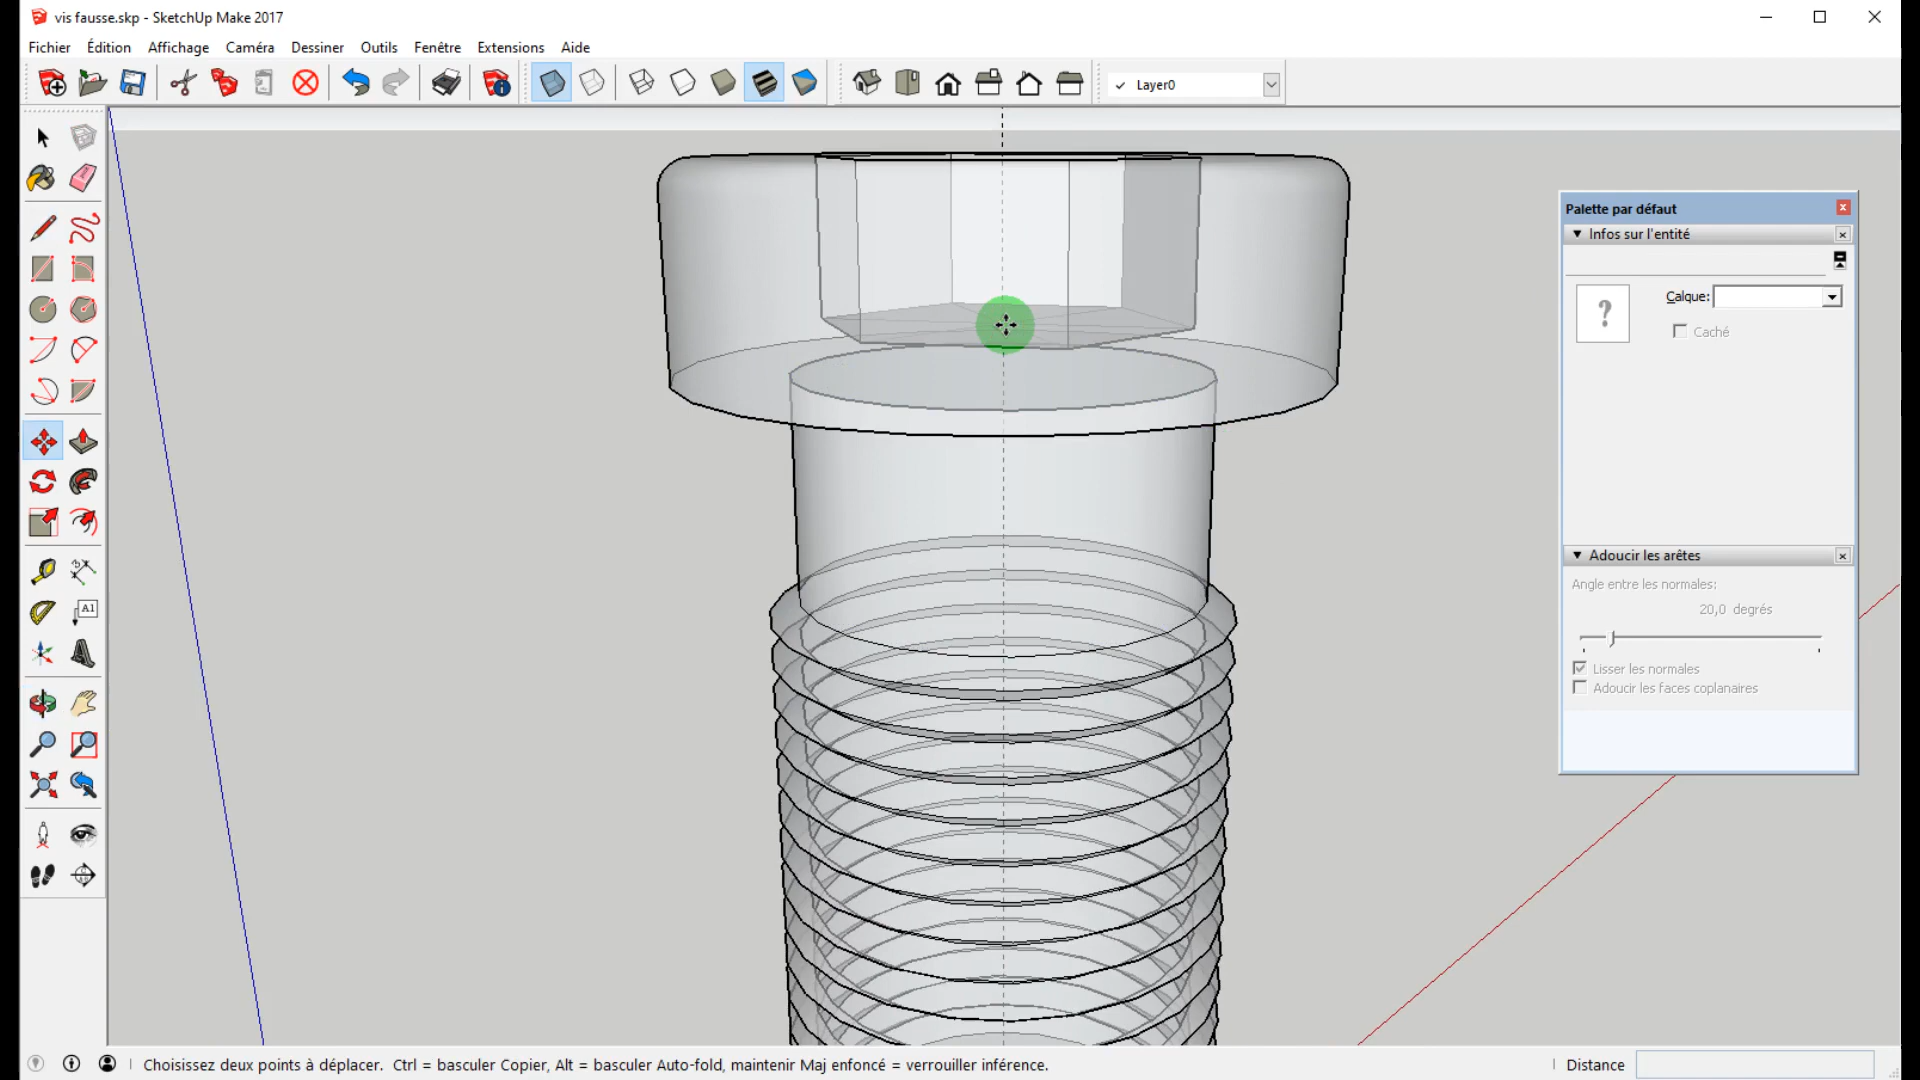 vis fausse.skp - SketchUp Make 2017
Fichier Édition Affichage Caméra Dessiner Outils Fenêtre Extensions Aide
Layer0
Palette par défaut
Infos sur l'entité
Calque:
?
Caché
A1
Adoucir les arêtes
Angle entre les normales:
20,0 degrés
Lisser les normales
Adoucir les faces coplanaires
Choisissez deux points à déplacer. Ctrl = basculer Copier, Alt = basculer Auto-fold, maintenir Maj enfoncé = verrouiller inférence.
Distance